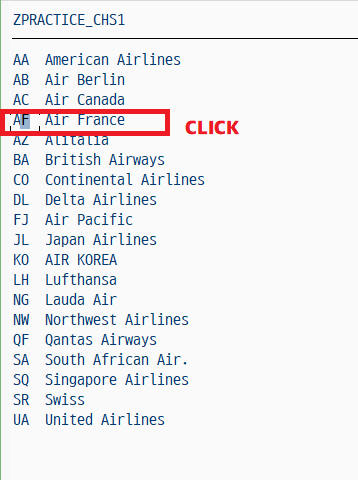 ZPRACTICE_CHS1
AA American Airlines
AB Air Berlin
AC Air Canada
AF Air France
CLICK
AZ Alitalia
BA British Airways
CO Continental Airlines
DL Delta Airlines
FJ Air Pacific
JL Japan Airlines
KO AIR KOREA
LH Lufthansa
NG Lauda Air
NW Northwest Airlines
QF Qantas Airways
SA South African Air.
SQ Singapore Airlines
SR Swiss
UA United Airlines